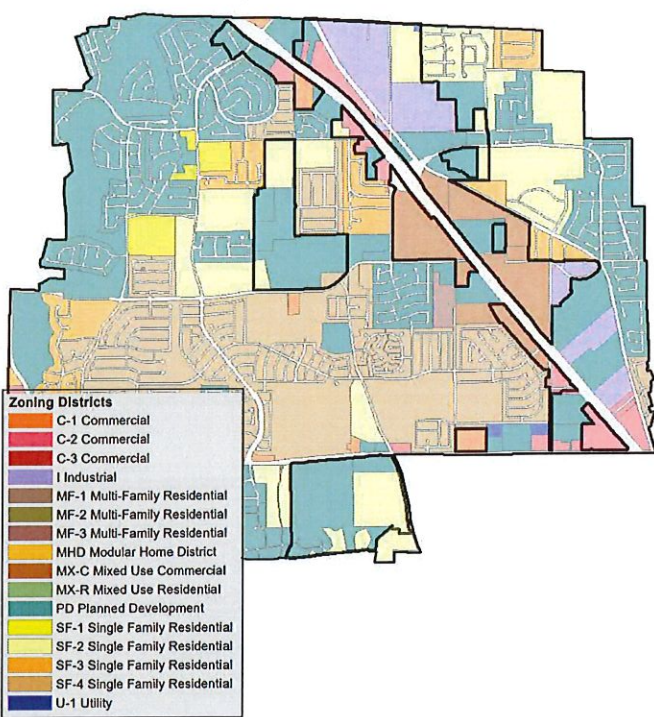 Zoning Districts
C-1 Commercial
C-2 Commercial
C-3 Commercial
I Industrial
MF-1 Multi-Family Residential
MF-2 Multi-Family Residential
MF-3 Multi-Family Residential
MHD Modular Home District
MX-C Mixed Use Commercial
MX-R Mixed Use Residential
PD Planned Development
SF-1 Single Family Residential
SF-2 Single Family Residential
SF-3 Single Family Residential
SF-4 Single Family Residential
U-1 Utility